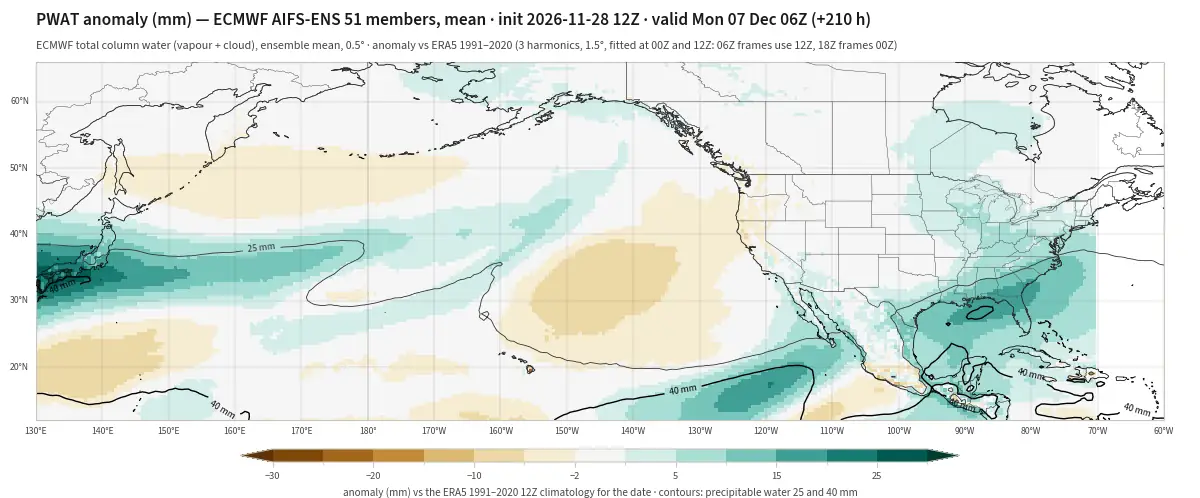 PWAT anomaly (mm) — ECMWF AIFS-ENS 51 members, mean · init 2026-11-28 12Z · valid Mon 07 Dec 06Z (+210 h)
ECMWF total column water (vapour + cloud), ensemble mean, 0.5° · anomaly vs ERA5 1991–2020 (3 harmonics, 1.5°, fitted at 00Z and 12Z: 06Z frames use 12Z, 18Z frames 00Z)
60°N
50°N
40°N
25 mm
40 mm
30°N
20°N
40 mm
40 mm
40 mm
40 mm
40 mm
130°E 140°E 150°E 160°E 170°E 180° 170°W 160°W 150°W 140°W 130°W 120°W 110°W 100°W 90°W 80°W 70°W 60°W
−30 −20 −10 −2 5 15 25
anomaly (mm) vs the ERA5 1991–2020 12Z climatology for the date · contours: precipitable water 25 and 40 mm